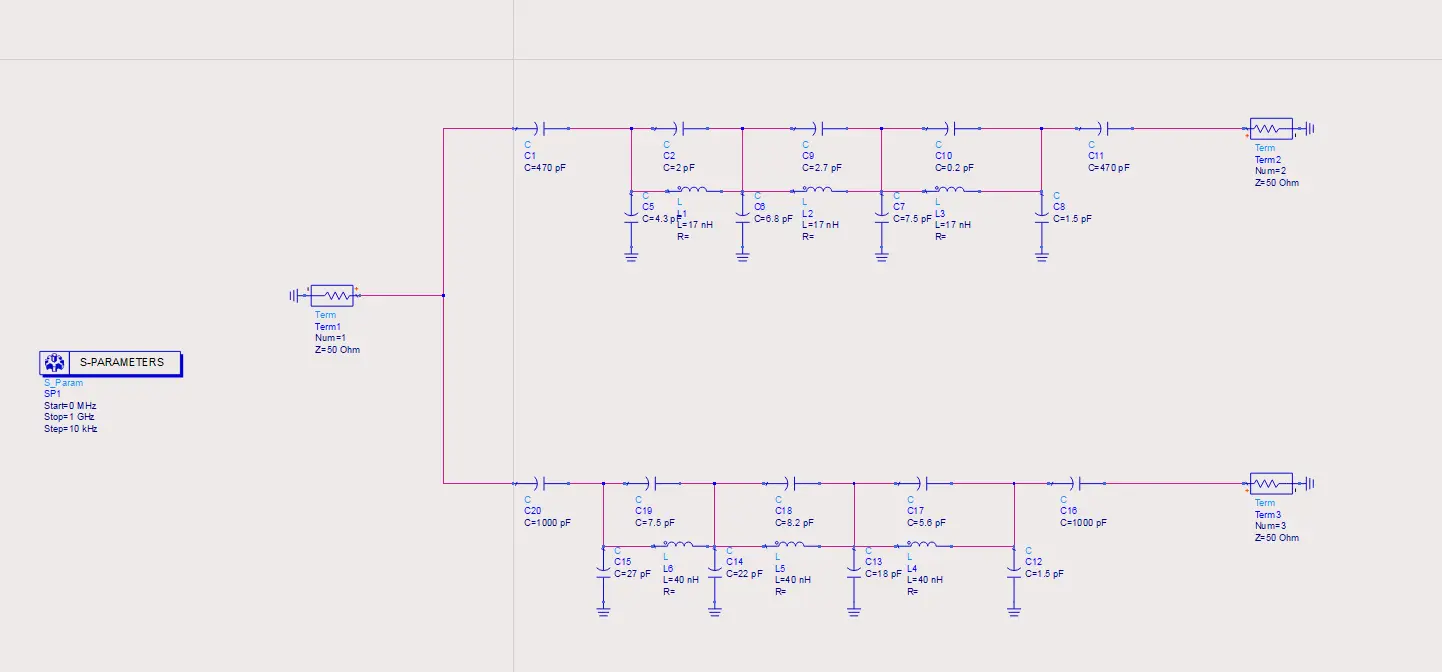 C
C1
C=470 pF
C
C2
C=2 pF
C
C9
C=2.7 pF
C
C10
C=0.2 pF
C
C11
C=470 pF
Term
Term2
Num=2
Z=50 Ohm
C
C5
C=4.3 pF
L
L1
L=17 nH
R=
C
C6
C=6.8 pF
L
L2
L=17 nH
R=
C
C7
C=7.5 pF
L
L3
L=17 nH
R=
C
C8
C=1.5 pF
Term
Term1
Num=1
Z=50 Ohm
S-PARAMETERS
S_Param
SP1
Start=0 MHz
Stop=1 GHz
Step=10 kHz
C
C20
C=1000 pF
C
C19
C=7.5 pF
C
C18
C=8.2 pF
C
C17
C=5.6 pF
C
C16
C=1000 pF
Term
Term3
Num=3
Z=50 Ohm
C
C15
C=27 pF
L
L6
L=40 nH
R=
C
C14
C=22 pF
L
L5
L=40 nH
R=
C
C13
C=18 pF
L
L4
L=40 nH
R=
C
C12
C=1.5 pF